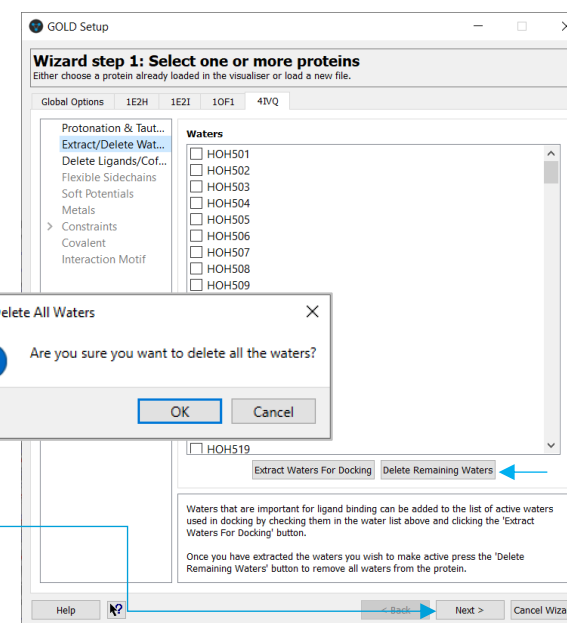 GOLD Setup
Wizard step 1: Select one or more proteins
Either choose a protein already loaded in the visualiser or load a new file.
Global Options 1E2H 1E2I 1OF1 4IVQ
Protonation & Taut...
Extract/Delete Wat...
Delete Ligands/Cof...
Flexible Sidechains
Soft Potentials
Metals
Constraints
Covalent
Interaction Motif
Waters
HOH501
HOH502
HOH503
HOH504
HOH505
HOH506
HOH507
HOH508
HOH509
elete All Waters
Are you sure you want to delete all the waters?
OK Cancel
HOH519
Extract Waters For Docking Delete Remaining Waters
Waters that are important for ligand binding can be added to the list of active waters
used in docking by checking them in the water list above and clicking the 'Extract
Waters For Docking' button.
Once you have extracted the waters you wish to make active press the 'Delete
Remaining Waters' button to remove all waters from the protein.
Help < Back Next > Cancel Wiza